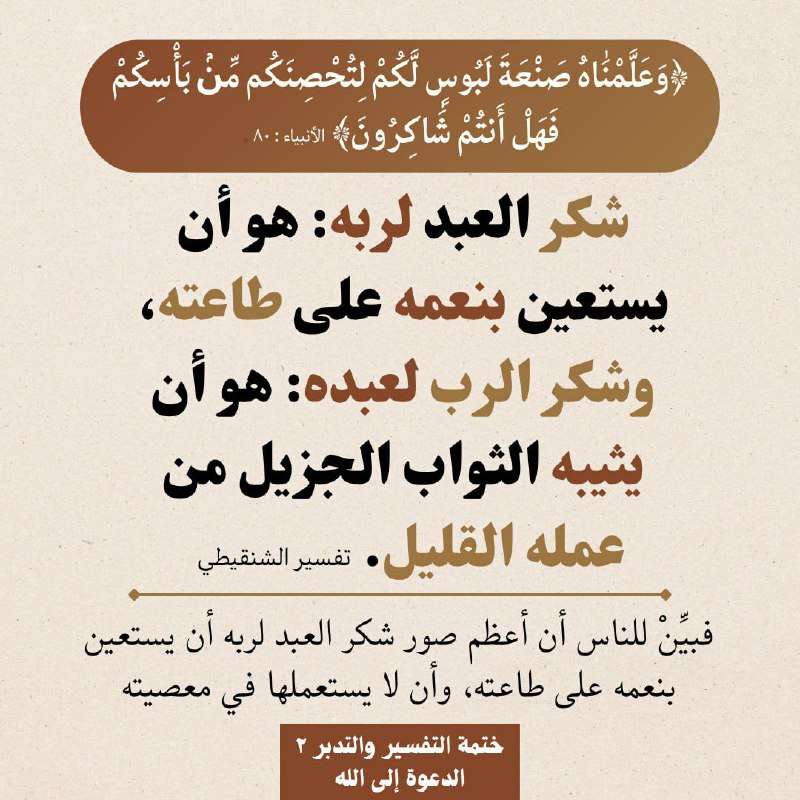 ﴿وَعَلَّمْنَاهُ صَنْعَةَ لَبُوسٍ لَّكُمْ لِتُحْصِنَكُم مِّنۢ بَأْسِكُمْ
فَهَلْ أَنتُمْ شَاكِرُونَ﴾ الأنبياء : ٨٠
شكر العبد لربه: هو أن
يستعين بنعمه على طاعته،
وشكر الرب لعبده: هو أن
يثيبه الثواب الجزيل من
عمله القليل. تفسير الشنقيطي
فبيِّنْ للناس أن أعظم صور شكر العبد لربه أن يستعين
بنعمه على طاعته، وأن لا يستعملها في معصيته
ختمة التفسير والتدبر ٢
الدعوة إلى الله